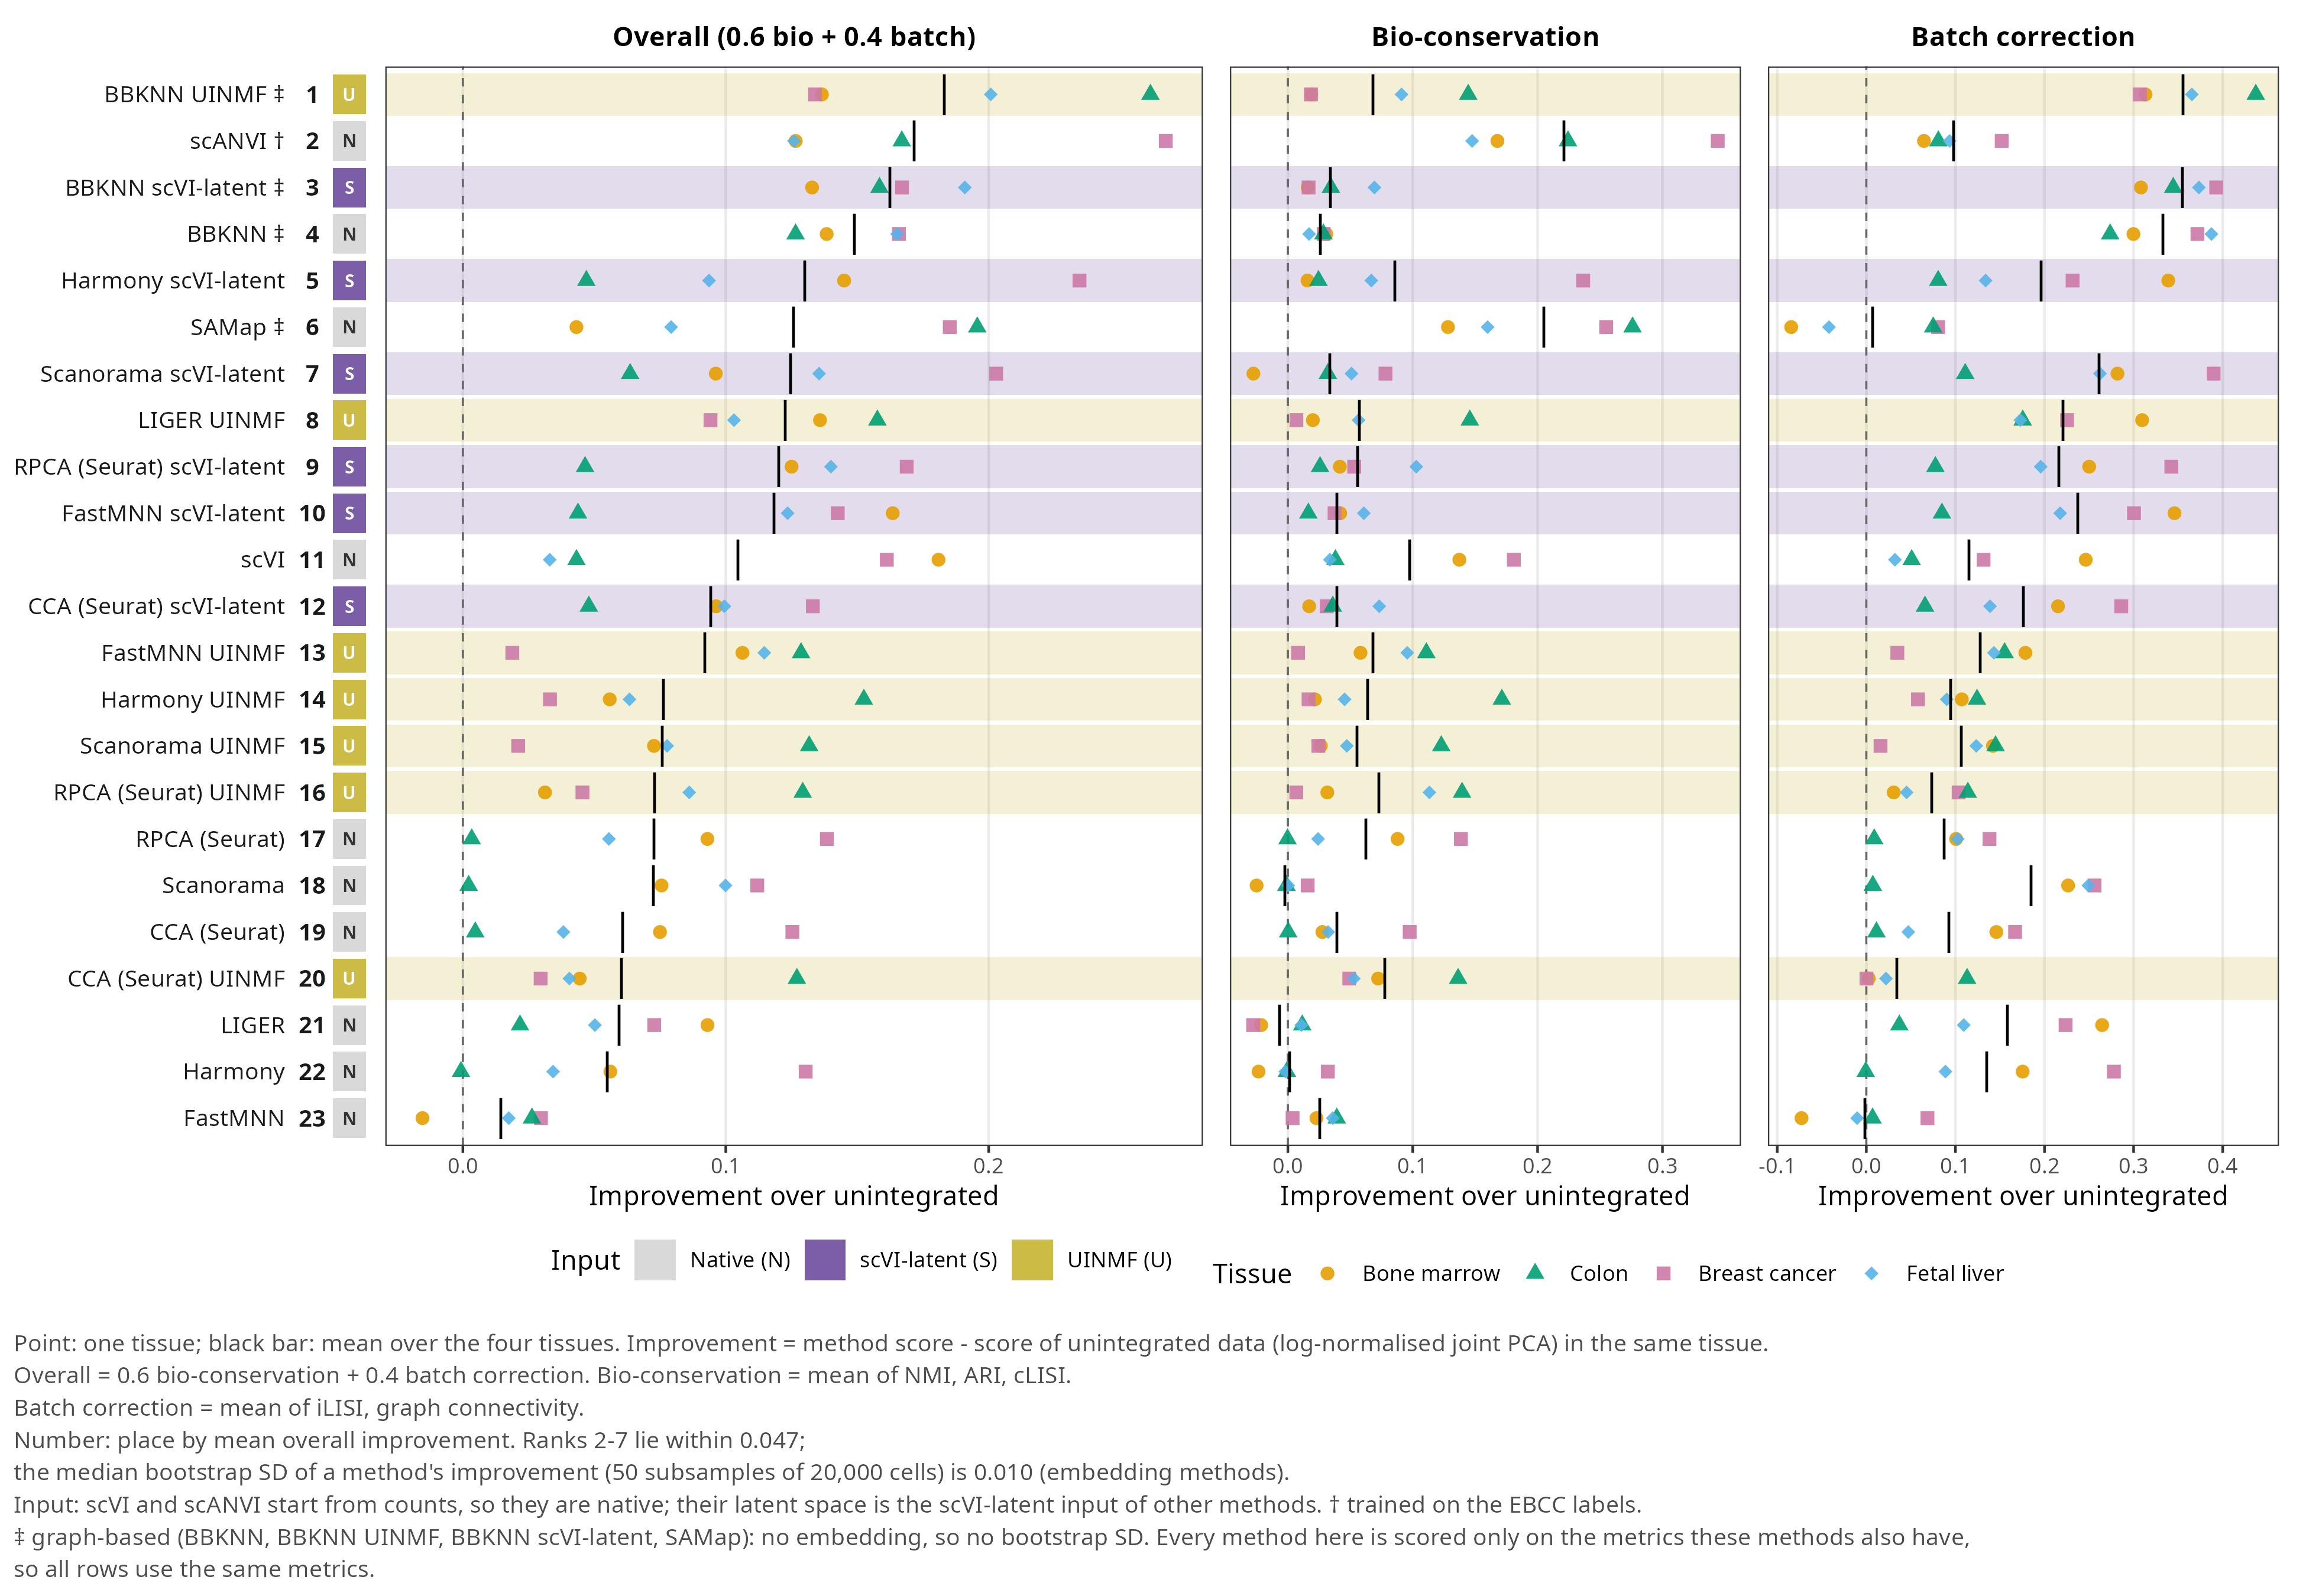 Overall (0.6 bio + 0.4 batch)
Bio-conservation
Batch correction
BBKNN UINMF ‡ 1 U
scANVI † 2 N
BBKNN scVI-latent ‡ 3 S
BBKNN ‡ 4 N
Harmony scVI-latent 5 S
SAMap ‡ 6 N
Scanorama scVI-latent 7 S
LIGER UINMF 8 U
RPCA (Seurat) scVI-latent 9 S
FastMNN scVI-latent 10 S
scVI 11 N
CCA (Seurat) scVI-latent 12 S
FastMNN UINMF 13 U
Harmony UINMF 14 U
Scanorama UINMF 15 U
RPCA (Seurat) UINMF 16 U
RPCA (Seurat) 17 N
Scanorama 18 N
CCA (Seurat) 19 N
CCA (Seurat) UINMF 20 U
LIGER 21 N
Harmony 22 N
FastMNN 23 N
0.0 0.1 0.2
0.0 0.1 0.2 0.3
-0.1 0.0 0.1 0.2 0.3 0.4
Improvement over unintegrated
Improvement over unintegrated
Improvement over unintegrated
Input Native (N) scVI-latent (S) UINMF (U)
Tissue Bone marrow Colon Breast cancer Fetal liver
Point: one tissue; black bar: mean over the four tissues. Improvement = method score - score of unintegrated data (log-normalised joint PCA) in the same tissue.
Overall = 0.6 bio-conservation + 0.4 batch correction. Bio-conservation = mean of NMI, ARI, cLISI.
Batch correction = mean of iLISI, graph connectivity.
Number: place by mean overall improvement. Ranks 2-7 lie within 0.047;
the median bootstrap SD of a method's improvement (50 subsamples of 20,000 cells) is 0.010 (embedding methods).
Input: scVI and scANVI start from counts, so they are native; their latent space is the scVI-latent input of other methods. † trained on the EBCC labels.
‡ graph-based (BBKNN, BBKNN UINMF, BBKNN scVI-latent, SAMap): no embedding, so no bootstrap SD. Every method here is scored only on the metrics these methods also have,
so all rows use the same metrics.